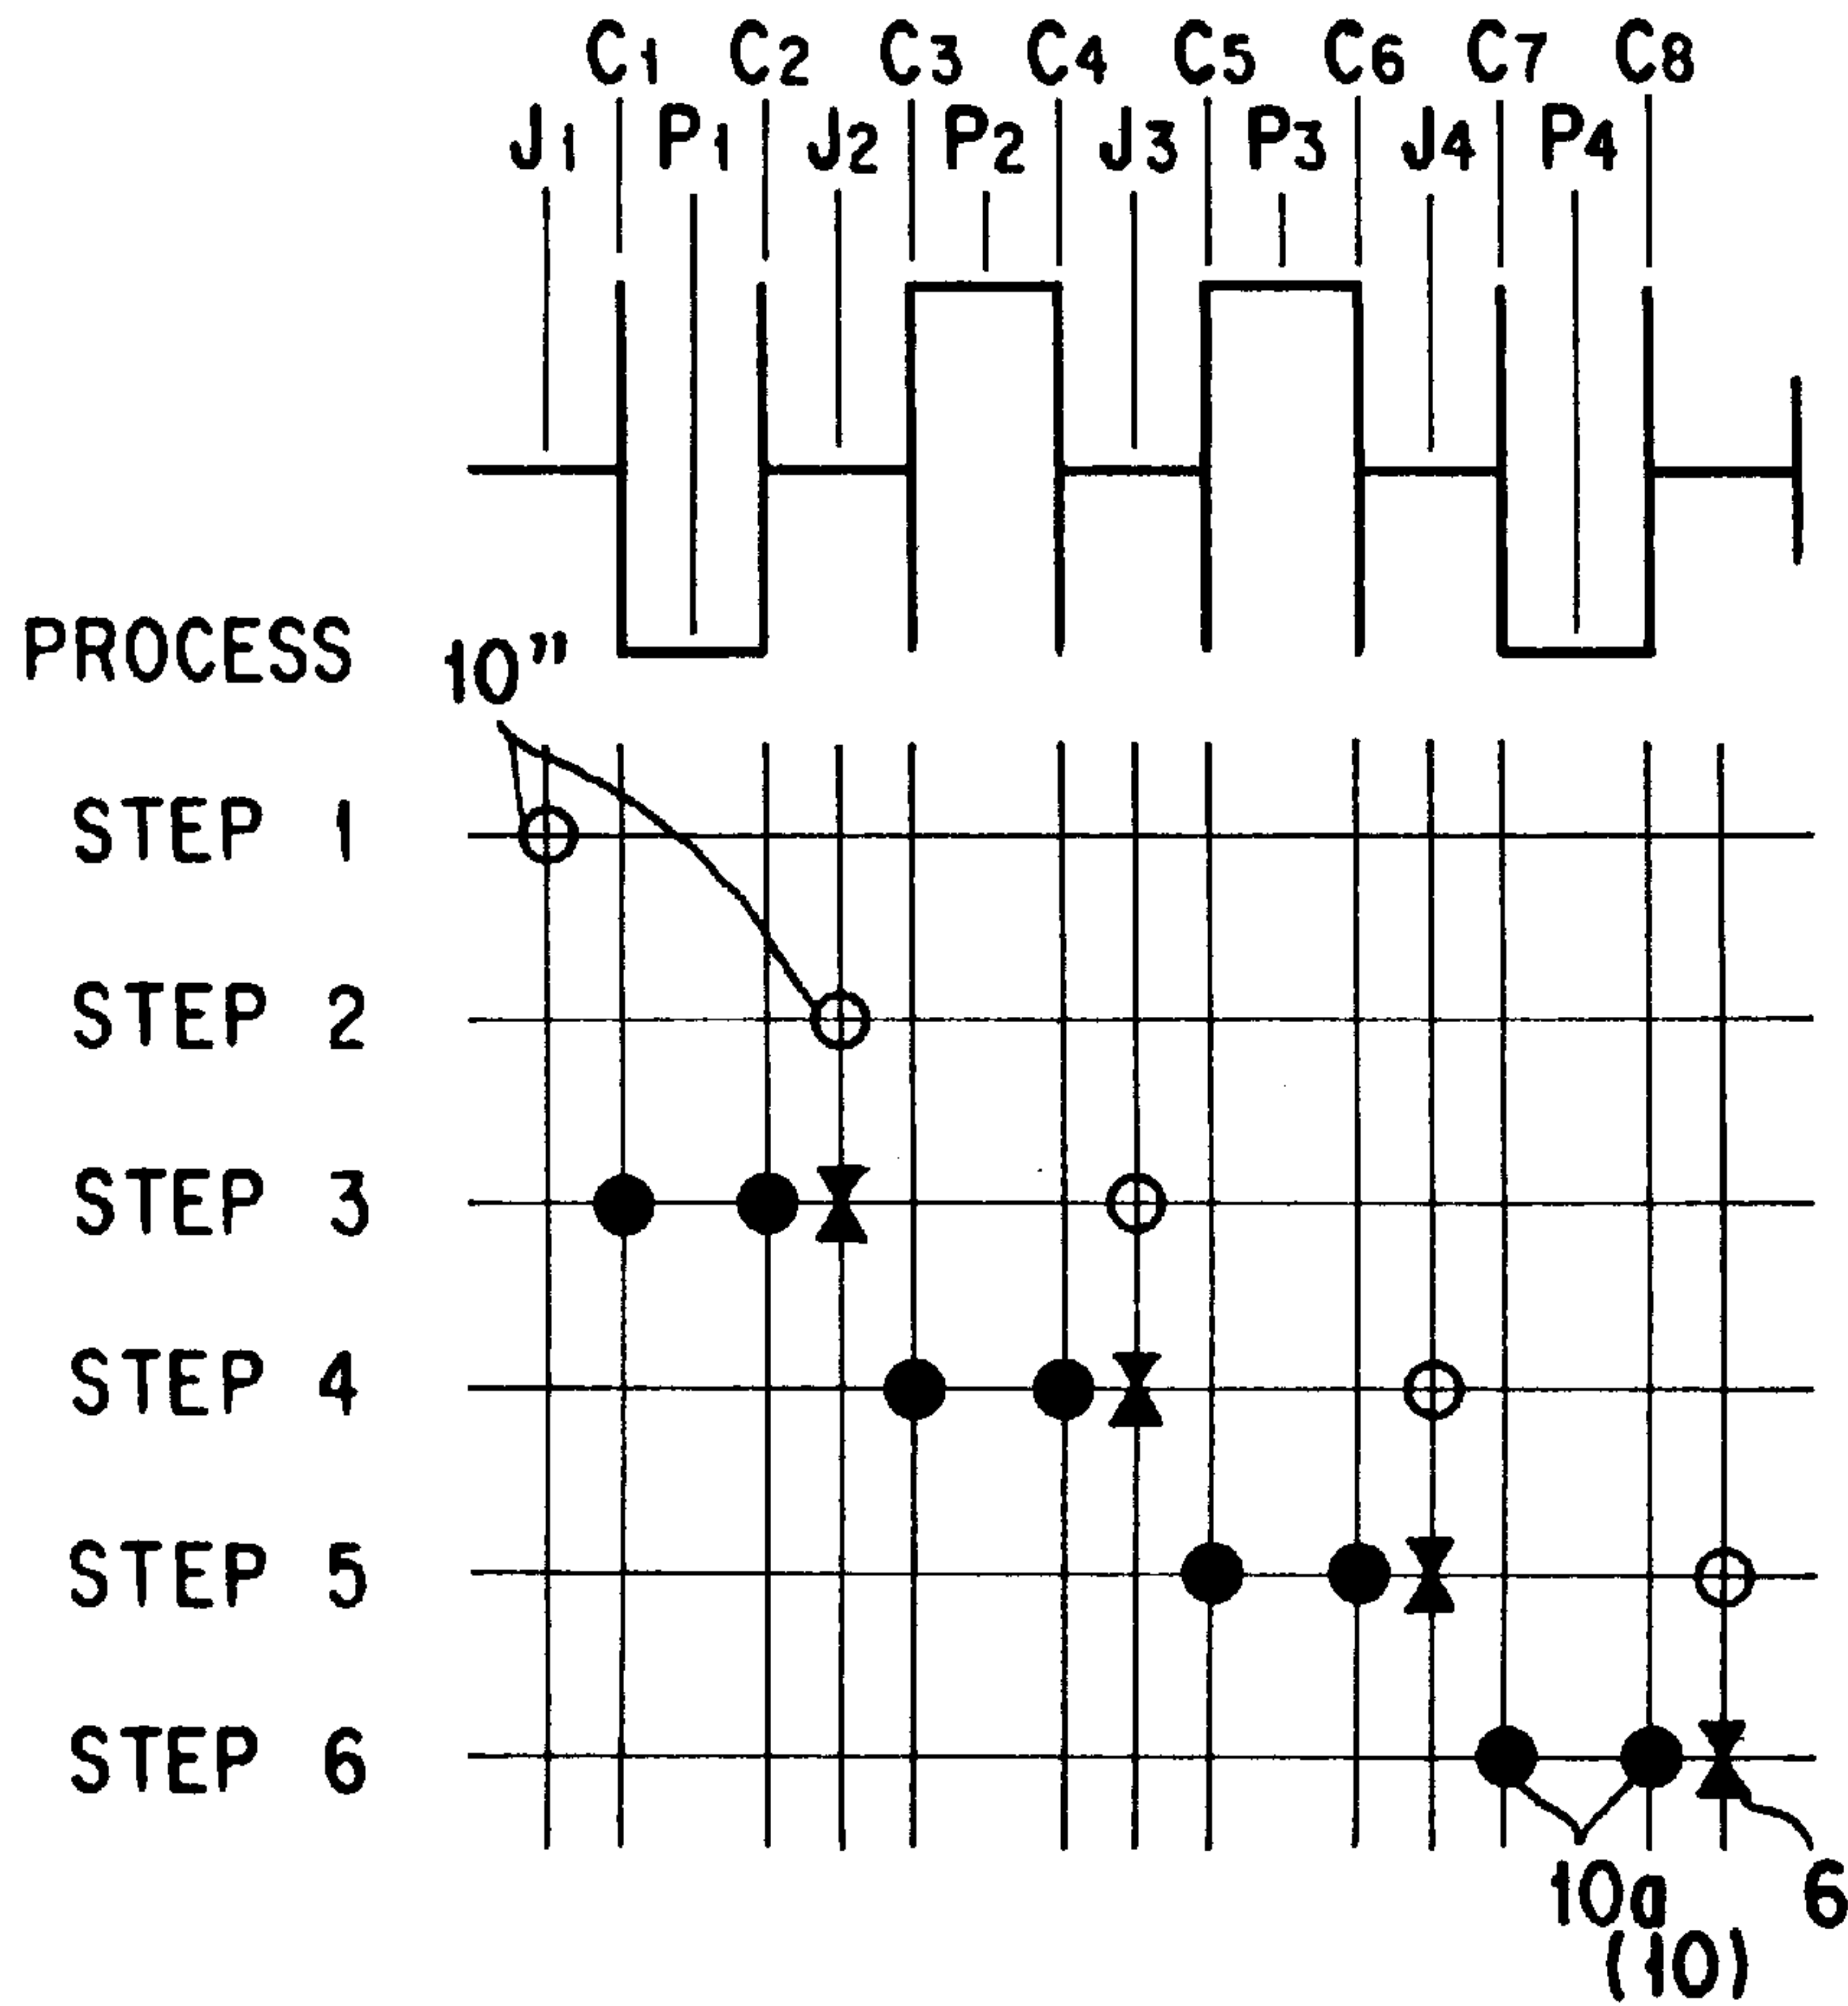 C1 C2 C3 C4 C5 C6 C7 C8
J1 P1 J2 P2 J3 P3 J4 P4
PROCESS
10”
STEP 1
STEP 2
STEP 3
STEP 4
STEP 5
STEP 6
10a 6
(10)